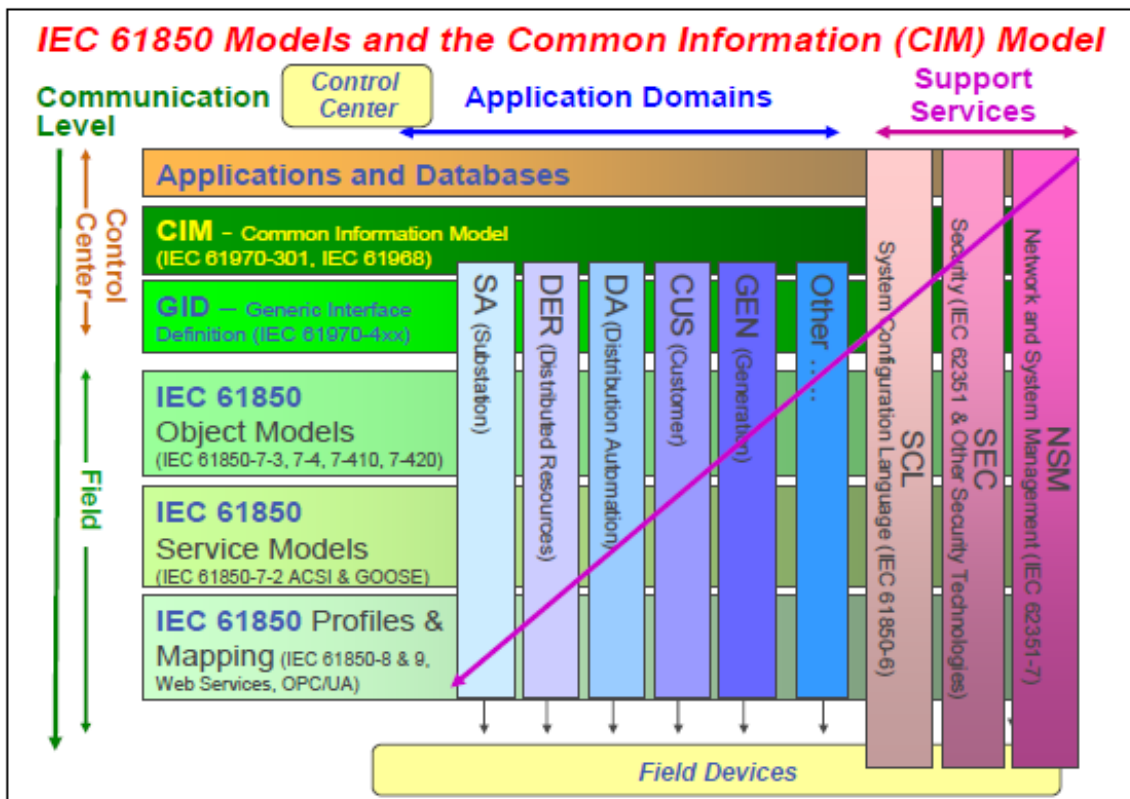 IEC 61850 Models and the Common Information (CIM) Model
Communication
Level
Control
Center
Application Domains
Support
Services
Control
Center
Field
Applications and Databases
CIM - Common Information Model
(IEC 61970-301, IEC 61968)
GID – Generic Interface
Definition (IEC 61970-4xx)
IEC 61850
Object Models
(IEC 61850-7-3, 7-4, 7-410, 7-420)
IEC 61850
Service Models
(IEC 61850-7-2 ACSI & GOOSE)
IEC 61850 Profiles &
Mapping (IEC 61850-8 & 9,
Web Services, OPC/UA)
SA (Substation)
DER (Distributed Resources)
DA (Distribution Automation)
CUS (Customer)
GEN (Generation)
Other .....
SCL
System Configuration Language (IEC 61850-6)
SEC
Security (IEC 62351 & Other Security Technologies)
NSM
Network and System Management (IEC 62351-7)
Field Devices